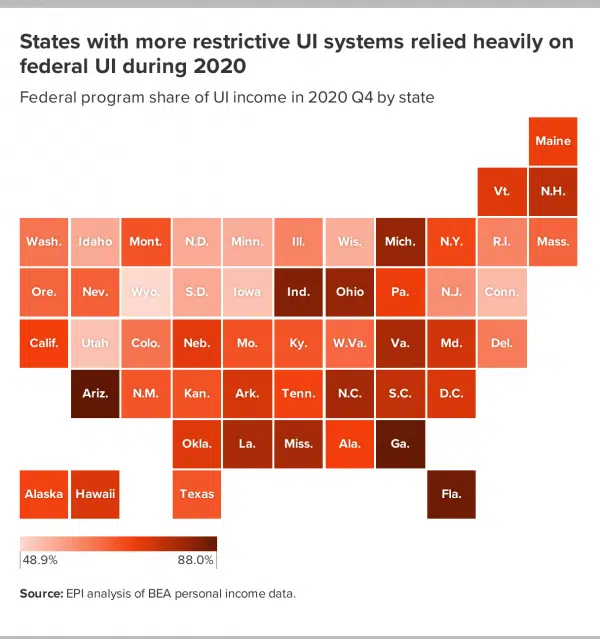 States with more restrictive UI systems relied heavily on
federal UI during 2020
Federal program share of UI income in 2020 Q4 by state
Maine
Vt. N.H.
Wash. Idaho Mont. N.D. Minn. Ill. Wis. Mich. N.Y. R.I. Mass.
Ore. Nev. Wyo. S.D. Iowa Ind. Ohio Pa. N.J. Conn.
Calif. Utah Colo. Neb. Mo. Ky. W.Va. Va. Md. Del.
Ariz. N.M. Kan. Ark. Tenn. N.C. S.C. D.C.
Okla. La. Miss. Ala. Ga.
Alaska Hawaii Texas Fla.
48.9% 88.0%
Source: EPI analysis of BEA personal income data.